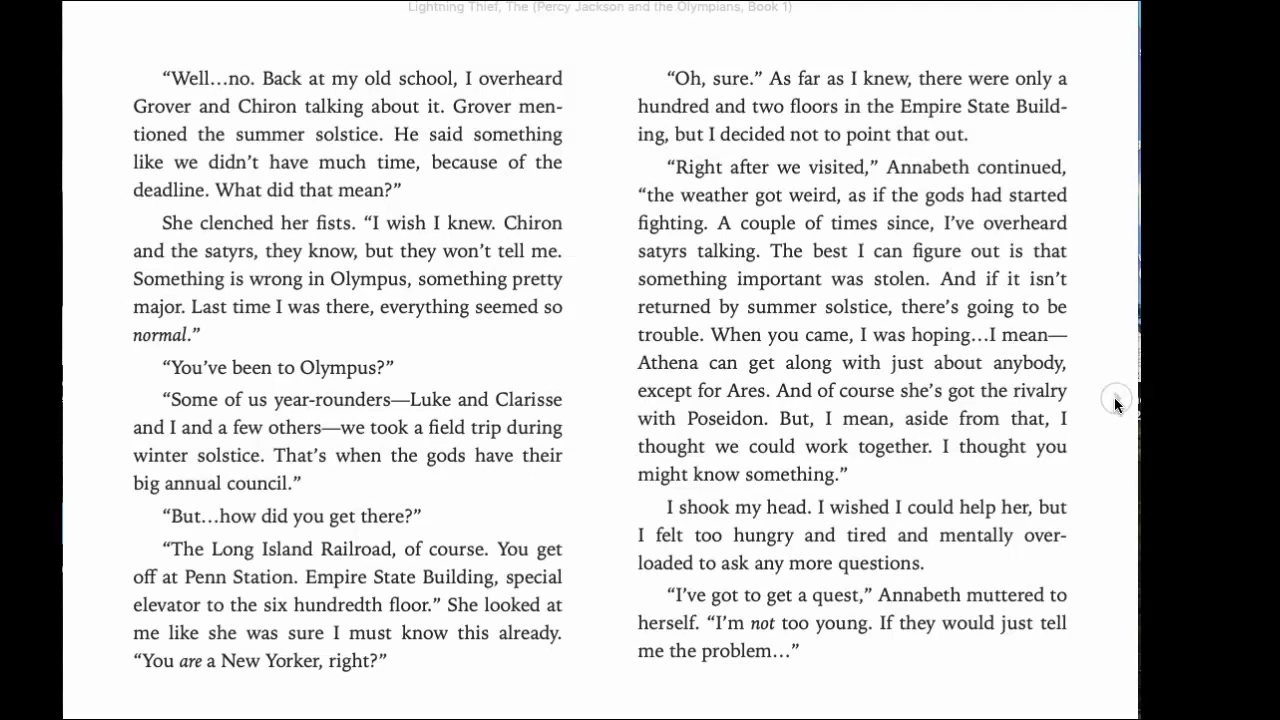 Lightning Thief, The (Percy Jackson and the Olympians, Book 1)
“Well…no. Back at my old school, I overheard
Grover and Chiron talking about it. Grover men-
tioned the summer solstice. He said something
like we didn’t have much time, because of the
deadline. What did that mean?”
She clenched her fists. “I wish I knew. Chiron
and the satyrs, they know, but they won’t tell me.
Something is wrong in Olympus, something pretty
major. Last time I was there, everything seemed so
normal.”
“You’ve been to Olympus?”
“Some of us year-rounders—Luke and Clarisse
and I and a few others—we took a field trip during
winter solstice. That’s when the gods have their
big annual council.”
“But…how did you get there?”
“The Long Island Railroad, of course. You get
off at Penn Station. Empire State Building, special
elevator to the six hundredth floor.” She looked at
me like she was sure I must know this already.
“You are a New Yorker, right?”
“Oh, sure.” As far as I knew, there were only a
hundred and two floors in the Empire State Build-
ing, but I decided not to point that out.
“Right after we visited,” Annabeth continued,
“the weather got weird, as if the gods had started
fighting. A couple of times since, I’ve overheard
satyrs talking. The best I can figure out is that
something important was stolen. And if it isn’t
returned by summer solstice, there’s going to be
trouble. When you came, I was hoping…I mean—
Athena can get along with just about anybody,
except for Ares. And of course she’s got the rivalry
with Poseidon. But, I mean, aside from that, I
thought we could work together. I thought you
might know something.”
I shook my head. I wished I could help her, but
I felt too hungry and tired and mentally over-
loaded to ask any more questions.
“I’ve got to get a quest,” Annabeth muttered to
herself. “I’m not too young. If they would just tell
me the problem…”